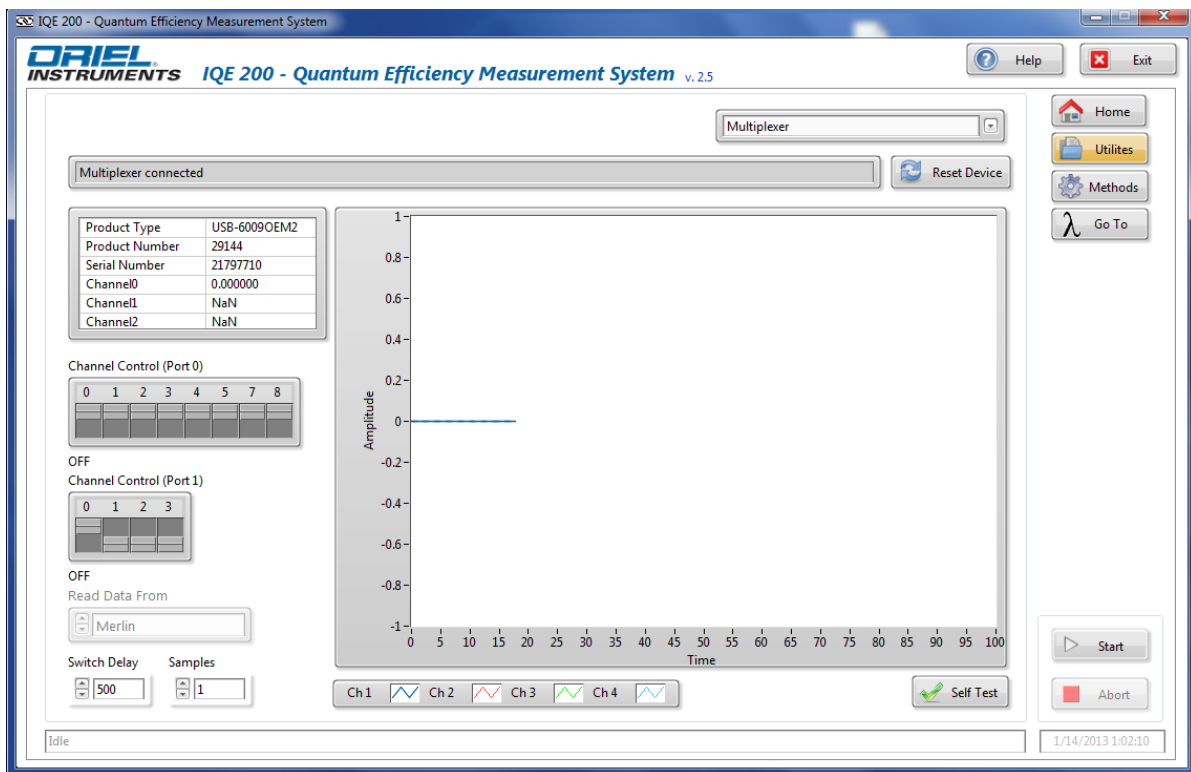 IQE 200 - Quantum Efficiency Measurement System
ORIEL
INSTRUMENTS IQE 200 - Quantum Efficiency Measurement System v. 2.5
Help Exit
Multiplexer
Home
Utilites
Methods
Go To
Multiplexer connected
Reset Device
Product Type USB-6009OEM2
Product Number 29144
Serial Number 21797710
Channel0 0.000000
Channel1 NaN
Channel2 NaN
Channel Control (Port 0)
0 1 2 3 4 5 7 8
OFF
Channel Control (Port 1)
0 1 2 3
OFF
Read Data From
Merlin
Switch Delay Samples
500 1
Amplitude
1
0.8
0.6
0.4
0.2
0
-0.2
-0.4
-0.6
-0.8
-1
0 5 10 15 20 25 30 35 40 45 50 55 60 65 70 75 80 85 90 95 100
Time
Ch 1 Ch 2 Ch 3 Ch 4
Self Test
Start
Abort
Idle
1/14/2013 1:02:10